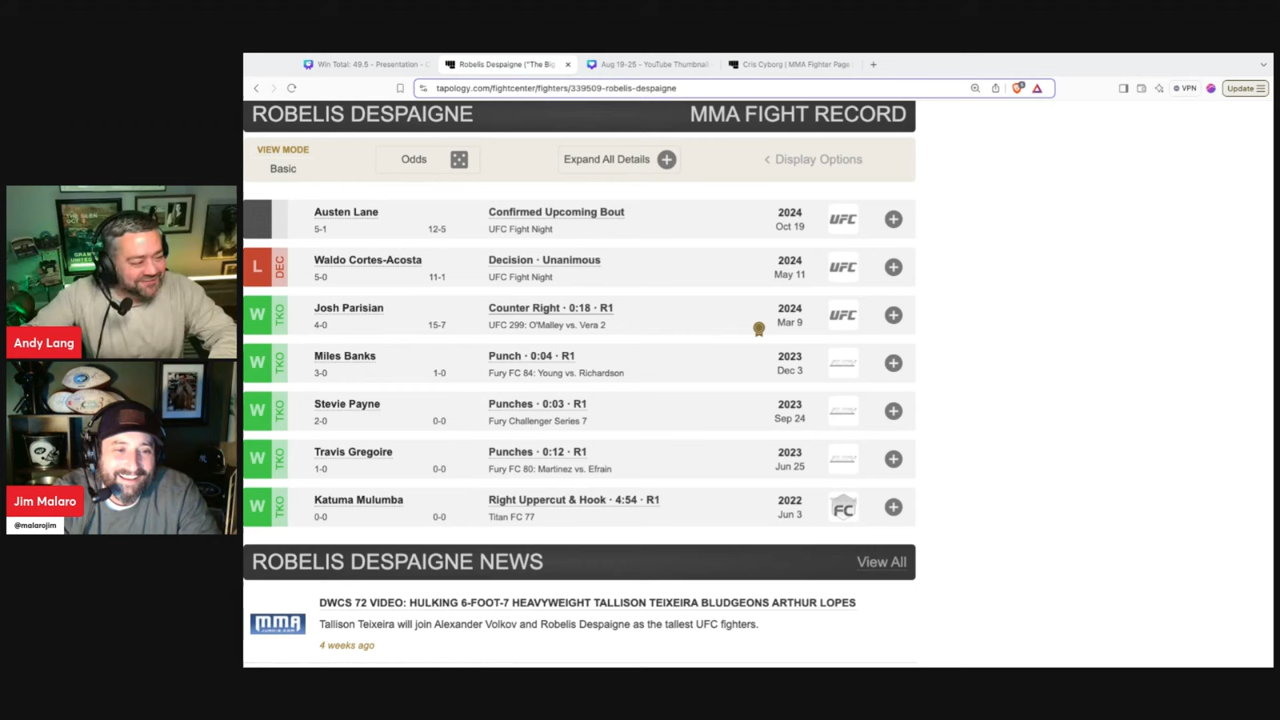 Win Total: 49.5 - Presentation - C
Robelis Despaigne ("The Big
Aug 19-25 - YouTube Thumbnail
Cris Cyborg | MMA Fighter Page
tapology.com/fightcenter/fighters/339509-robelis-despaigne
VPN
Update
ROBELIS DESPAIGNE
MMA FIGHT RECORD
VIEW MODE
Basic
Odds
Expand All Details
Display Options
Austen Lane
5-1
12-5
Confirmed Upcoming Bout
UFC Fight Night
2024
Oct 19
UFC
L
DEC
Waldo Cortes-Acosta
5-0
11-1
Decision · Unanimous
UFC Fight Night
2024
May 11
UFC
W
TKO
Josh Parisian
4-0
15-7
Counter Right · 0:18 · R1
UFC 299: O'Malley vs. Vera 2
2024
Mar 9
UFC
W
TKO
Miles Banks
3-0
1-0
Punch · 0:04 · R1
Fury FC 84: Young vs. Richardson
2023
Dec 3
W
TKO
Stevie Payne
2-0
0-0
Punches · 0:03 · R1
Fury Challenger Series 7
2023
Sep 24
W
TKO
Travis Gregoire
1-0
0-0
Punches · 0:12 · R1
Fury FC 80: Martinez vs. Efrain
2023
Jun 25
W
TKO
Katuma Mulumba
0-0
0-0
Right Uppercut & Hook · 4:54 · R1
Titan FC 77
2022
Jun 3
FC
ROBELIS DESPAIGNE NEWS
View All
MMA
DWCS 72 VIDEO: HULKING 6-FOOT-7 HEAVYWEIGHT TALLISON TEIXEIRA BLUDGEONS ARTHUR LOPES
Tallison Teixeira will join Alexander Volkov and Robelis Despaigne as the tallest UFC fighters.
4 weeks ago
Andy Lang
Jim Malaro
@malarojim